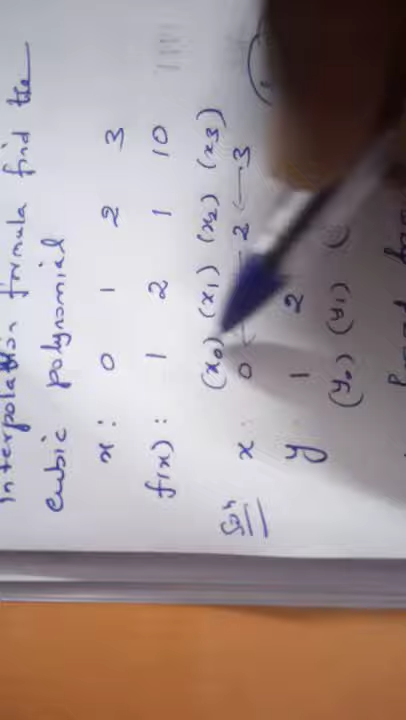 Interpolation formula find the
cubic polynomial
x : 0 1 2 3
f(x) : 1 2 1 10
(x0) (x1) (x2) (x3)
Soln x : 0 2 3
y 1 2
(y0) (y1) (